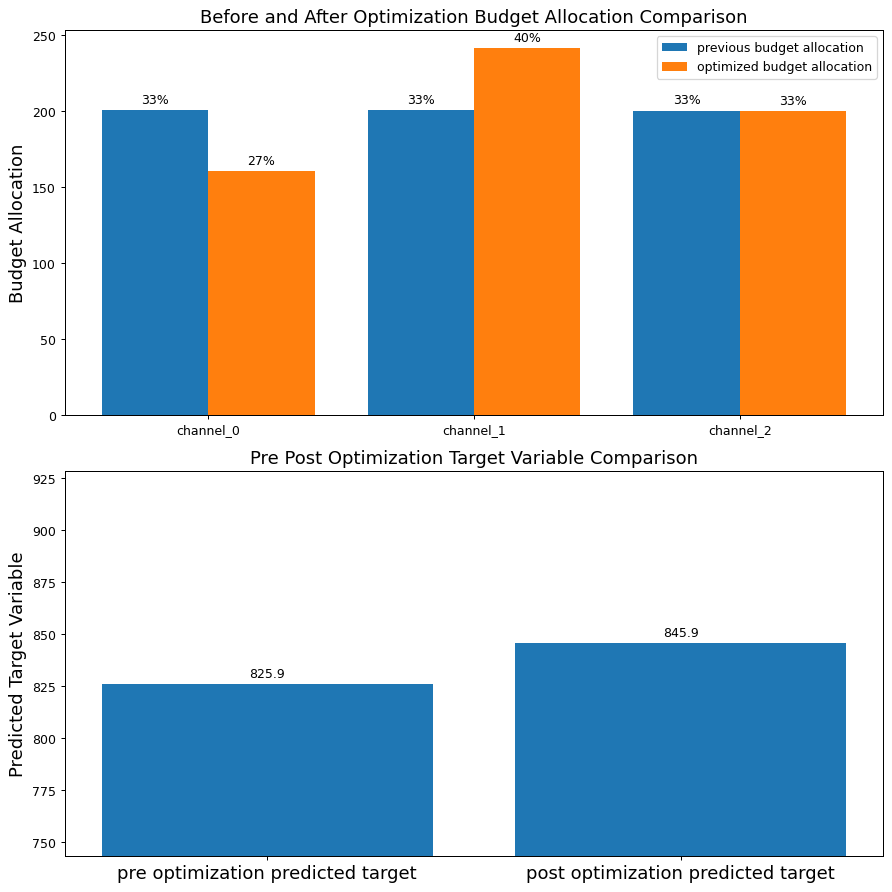 Before and After Optimization Budget Allocation Comparison
Budget Allocation
250
200
150
100
50
0
33%
27%
33%
40%
33%
33%
previous budget allocation
optimized budget allocation
channel_0
channel_1
channel_2
Pre Post Optimization Target Variable Comparison
Predicted Target Variable
925
900
875
850
825
800
775
750
825.9
845.9
pre optimization predicted target
post optimization predicted target